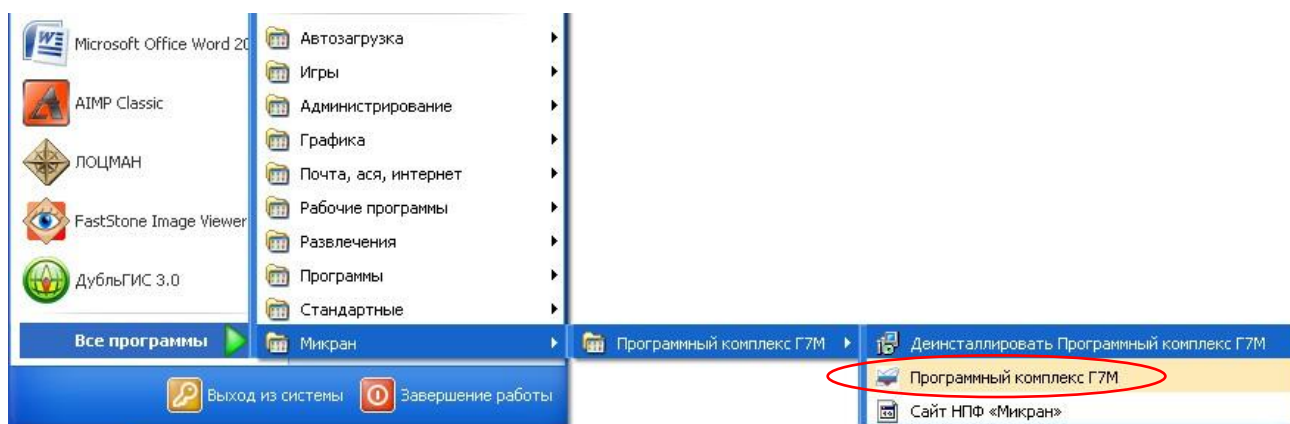 Microsoft Office Word 20
AIMP Classic
ЛОЦМАН
FastStone Image Viewer
ДубльГИС 3.0
Все программы
Выход из системы
Завершение работы
Автозагрузка
Игры
Администрирование
Графика
Почта, ася, интернет
Рабочие программы
Развлечения
Программы
Стандартные
Микран
Программный комплекс Г7М
Деинсталлировать Программный комплекс Г7М
Программный комплекс Г7М
Сайт НПФ «Микран»